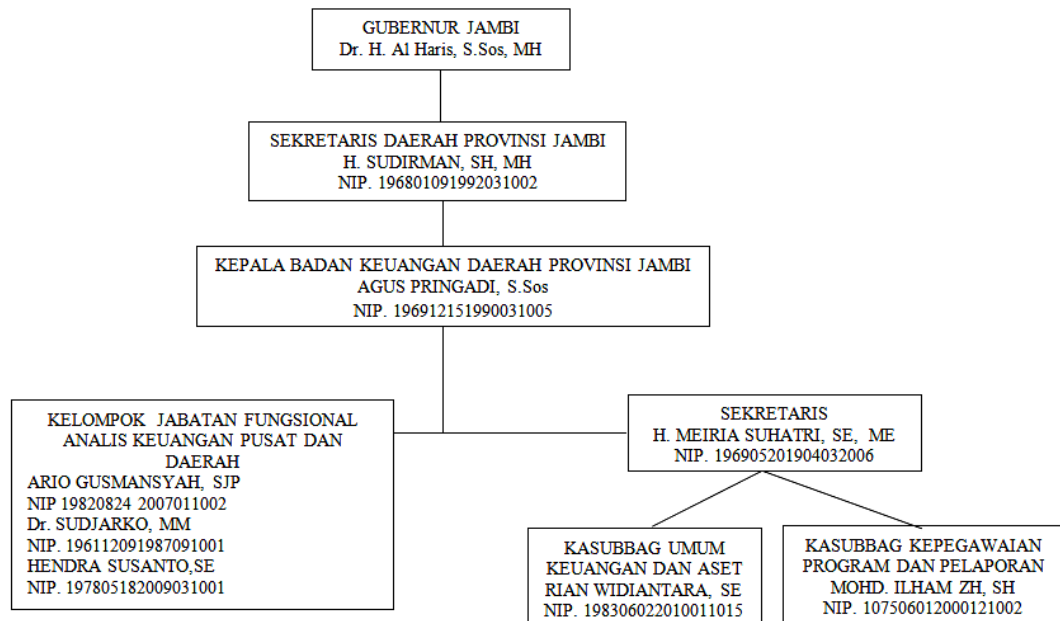 GUBERNUR JAMBI
Dr. H. Al Haris, S.Sos, MH
SEKRETARIS DAERAH PROVINSI JAMBI
H. SUDIRMAN, SH, MH
NIP. 196801091992031002
KEPALA BADAN KEUANGAN DAERAH PROVINSI JAMBI
AGUS PRINGADI, S.Sos
NIP. 196912151990031005
KELOMPOK JABATAN FUNGSIONAL
ANALIS KEUANGAN PUSAT DAN
DAERAH
ARIO GUSMANSYAH, SJP
NIP 19820824 2007011002
Dr. SUDJARKO, MM
NIP. 196112091987091001
HENDRA SUSANTO,SE
NIP. 197805182009031001
SEKRETARIS
H. MEIRIA SUHATRI, SE, ME
NIP. 196905201904032006
KASUBBAG UMUM
KEUANGAN DAN ASET
RIAN WIDIANTARA, SE
NIP. 198306022010011015
KASUBBAG KEPEGAWAIAN
PROGRAM DAN PELAPORAN
MOHD. ILHAM ZH, SH
NIP. 107506012000121002